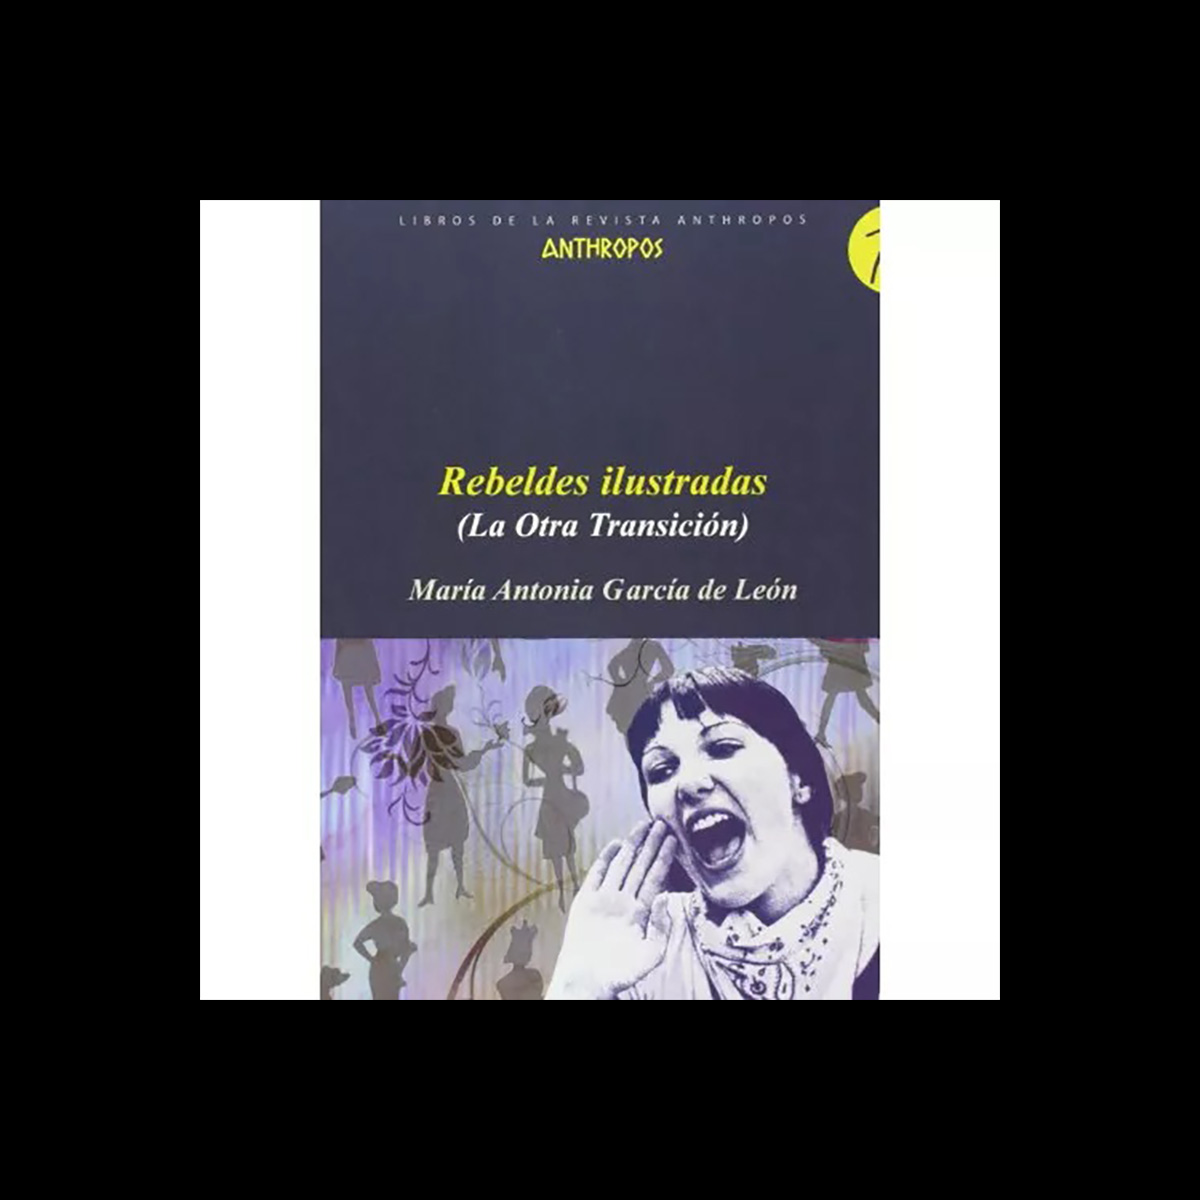 LIBROS DE LA REVISTA ANTHROPOS
ANTHROPOS
Rebeldes ilustradas
(La Otra Transición)
María Antonia García de León